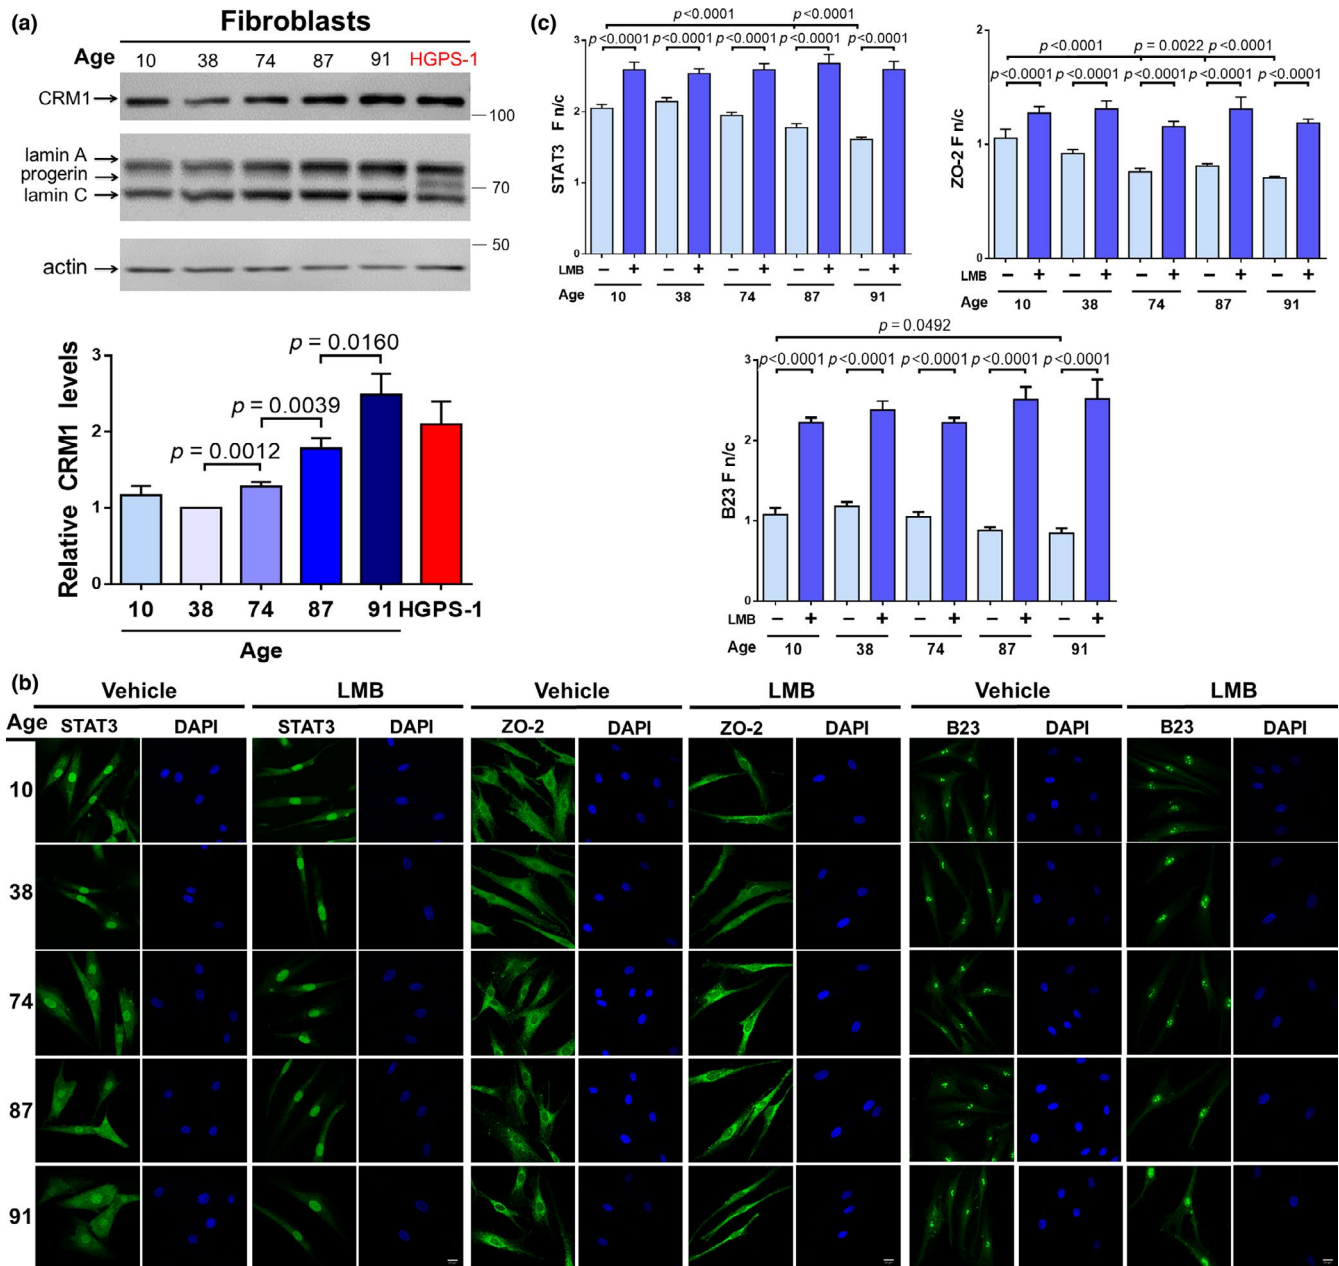 (a)
Fibroblasts
Age 10 38 74 87 91 HGPS-1
CRM1
100
lamin A
progerin
lamin C
70
50
actin
Relative CRM1 levels
3
2
1
0
p = 0.0160
p = 0.0039
p = 0.0012
10 38 74 87 91 HGPS-1
Age
(c)
STAT3 F n/c
3
2
1
0
p <0.0001 p <0.0001
p <0.0001 p <0.0001 p <0.0001 p <0.0001 p <0.0001
LMB − + − + − + − + − +
Age 10 38 74 87 91
ZO-2 F n/c
2
1
0
p <0.0001 p = 0.0022 p <0.0001
p <0.0001 p <0.0001 p <0.0001 p <0.0001 p <0.0001
LMB − + − + − + − + − +
Age 10 38 74 87 91
B23 F n/c
3
2
1
0
p = 0.0492
p <0.0001 p <0.0001 p <0.0001 p <0.0001 p <0.0001
LMB − + − + − + − + − +
Age 10 38 74 87 91
(b)
Vehicle LMB Vehicle LMB Vehicle LMB
Age STAT3 DAPI STAT3 DAPI ZO-2 DAPI ZO-2 DAPI B23 DAPI B23 DAPI
10
38
74
87
91